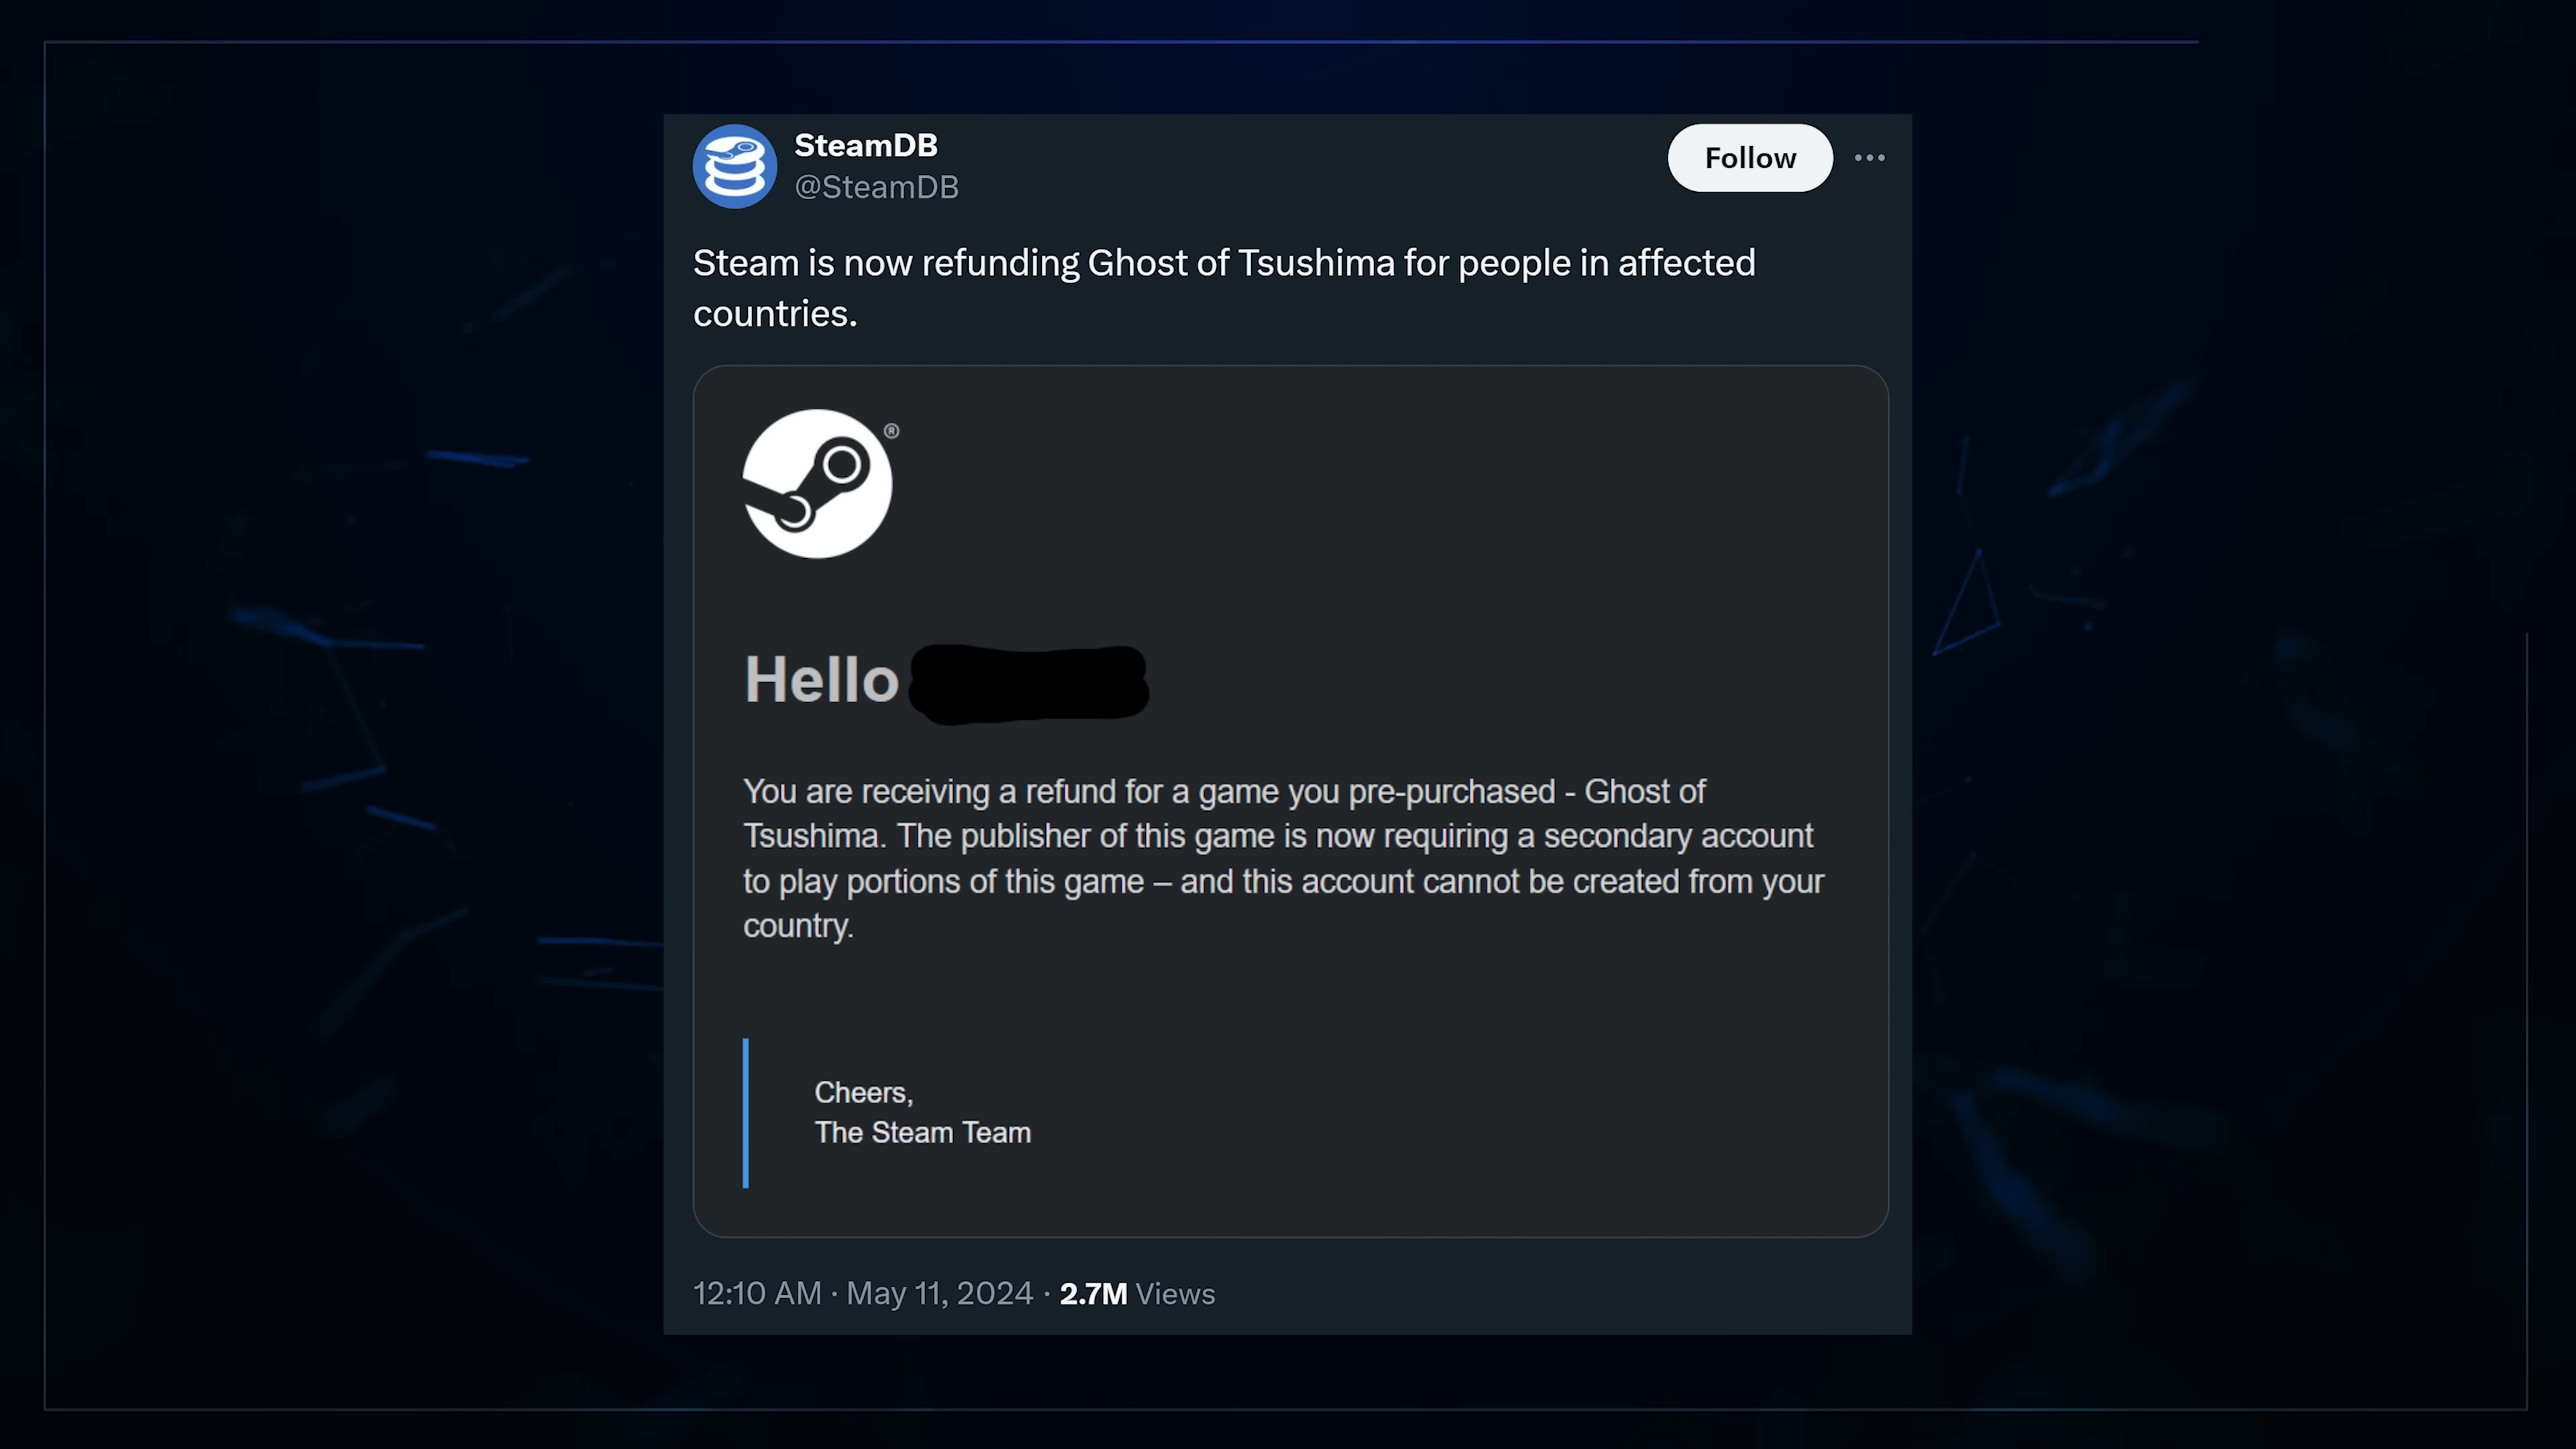 SteamDB
@SteamDB
Follow
Steam is now refunding Ghost of Tsushima for people in affected
countries.
®
Hello
You are receiving a refund for a game you pre-purchased - Ghost of
Tsushima. The publisher of this game is now requiring a secondary account
to play portions of this game – and this account cannot be created from your
country.
Cheers,
The Steam Team
12:10 AM · May 11, 2024 · 2.7M Views